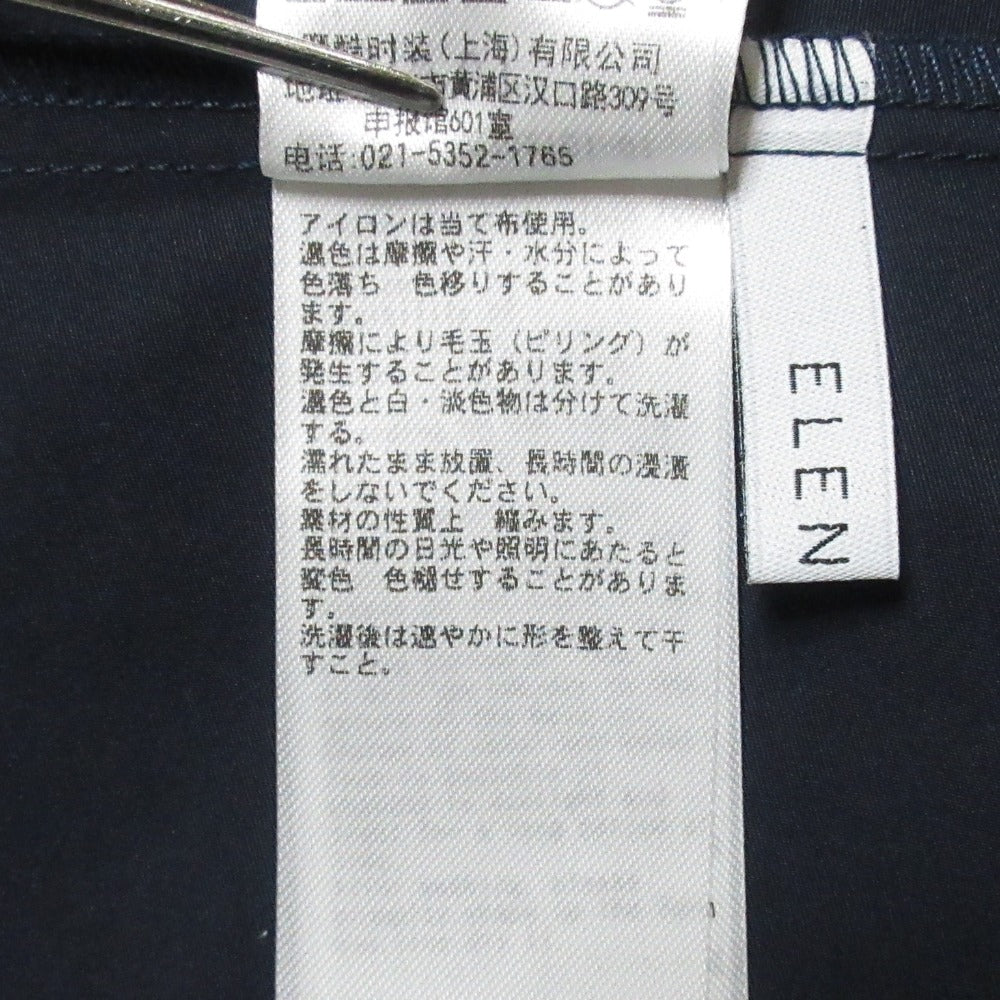 酷时装(上海)有限公司
地 市黄浦区汉口路309号
申报馆601室
电话:021-5352-1765
アイロンは当て布使用。
濃色は摩擦や汗・水分によって
色落ち 色移りすることがあり
ます。
摩擦により毛玉（ピリング）が
発生することがあります。
濃色と白・淡色物は分けて洗濯
する。
濡れたまま放置、長時間の浸漬
をしないでください。
素材の性質上 縮みます。
長時間の日光や照明にあたると
変色 色褪せすることがありま
す。
洗濯後は速やかに形を整えて干
すこと。
ELEN